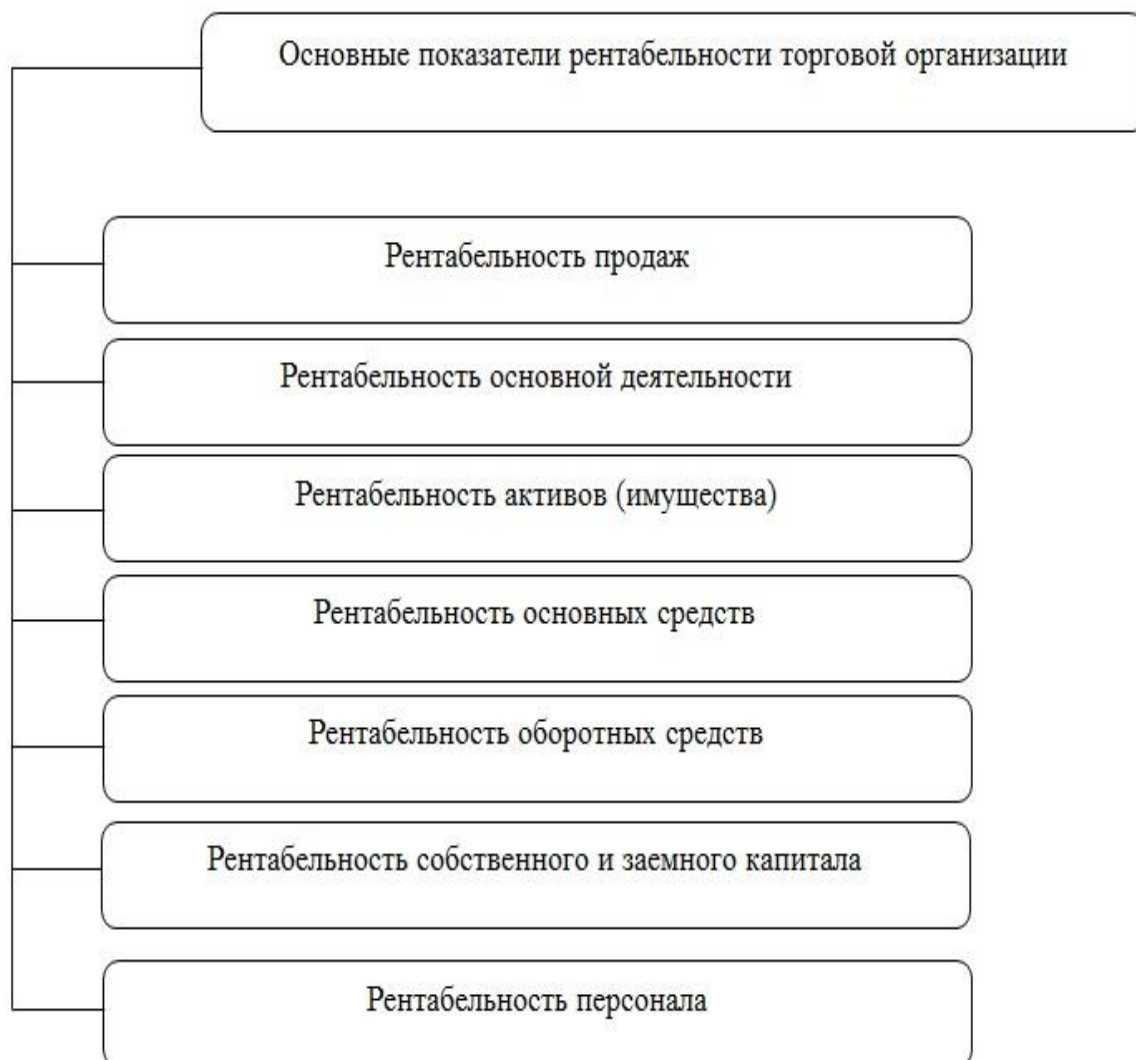 Основные показатели рентабельности торговой организации
Рентабельность продаж
Рентабельность основной деятельности
Рентабельность активов (имущества)
Рентабельность основных средств
Рентабельность оборотных средств
Рентабельность собственного и заемного капитала
Рентабельность персонала